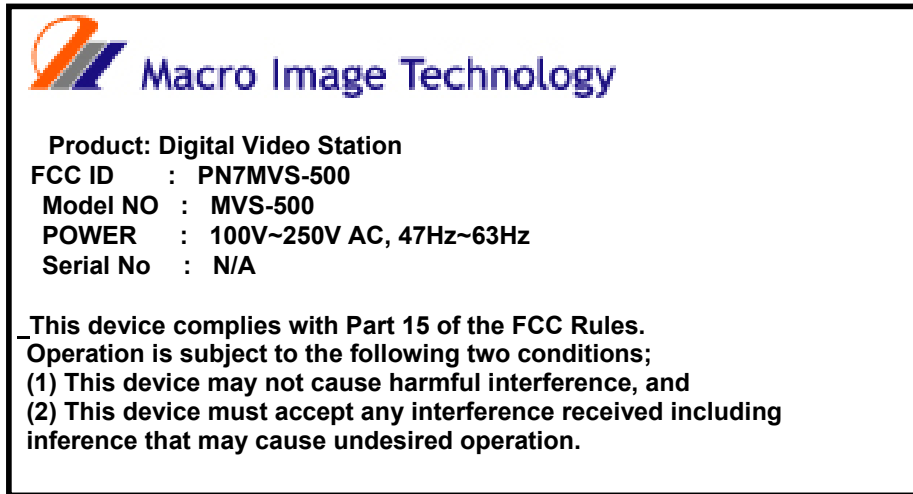 Macro Image Technology
Product: Digital Video Station
FCC ID : PN7MVS-500
Model NO : MVS-500
POWER : 100V~250V AC, 47Hz~63Hz
Serial No : N/A
_This device complies with Part 15 of the FCC Rules.
Operation is subject to the following two conditions;
(1) This device may not cause harmful interference, and
(2) This device must accept any interference received including
inference that may cause undesired operation.